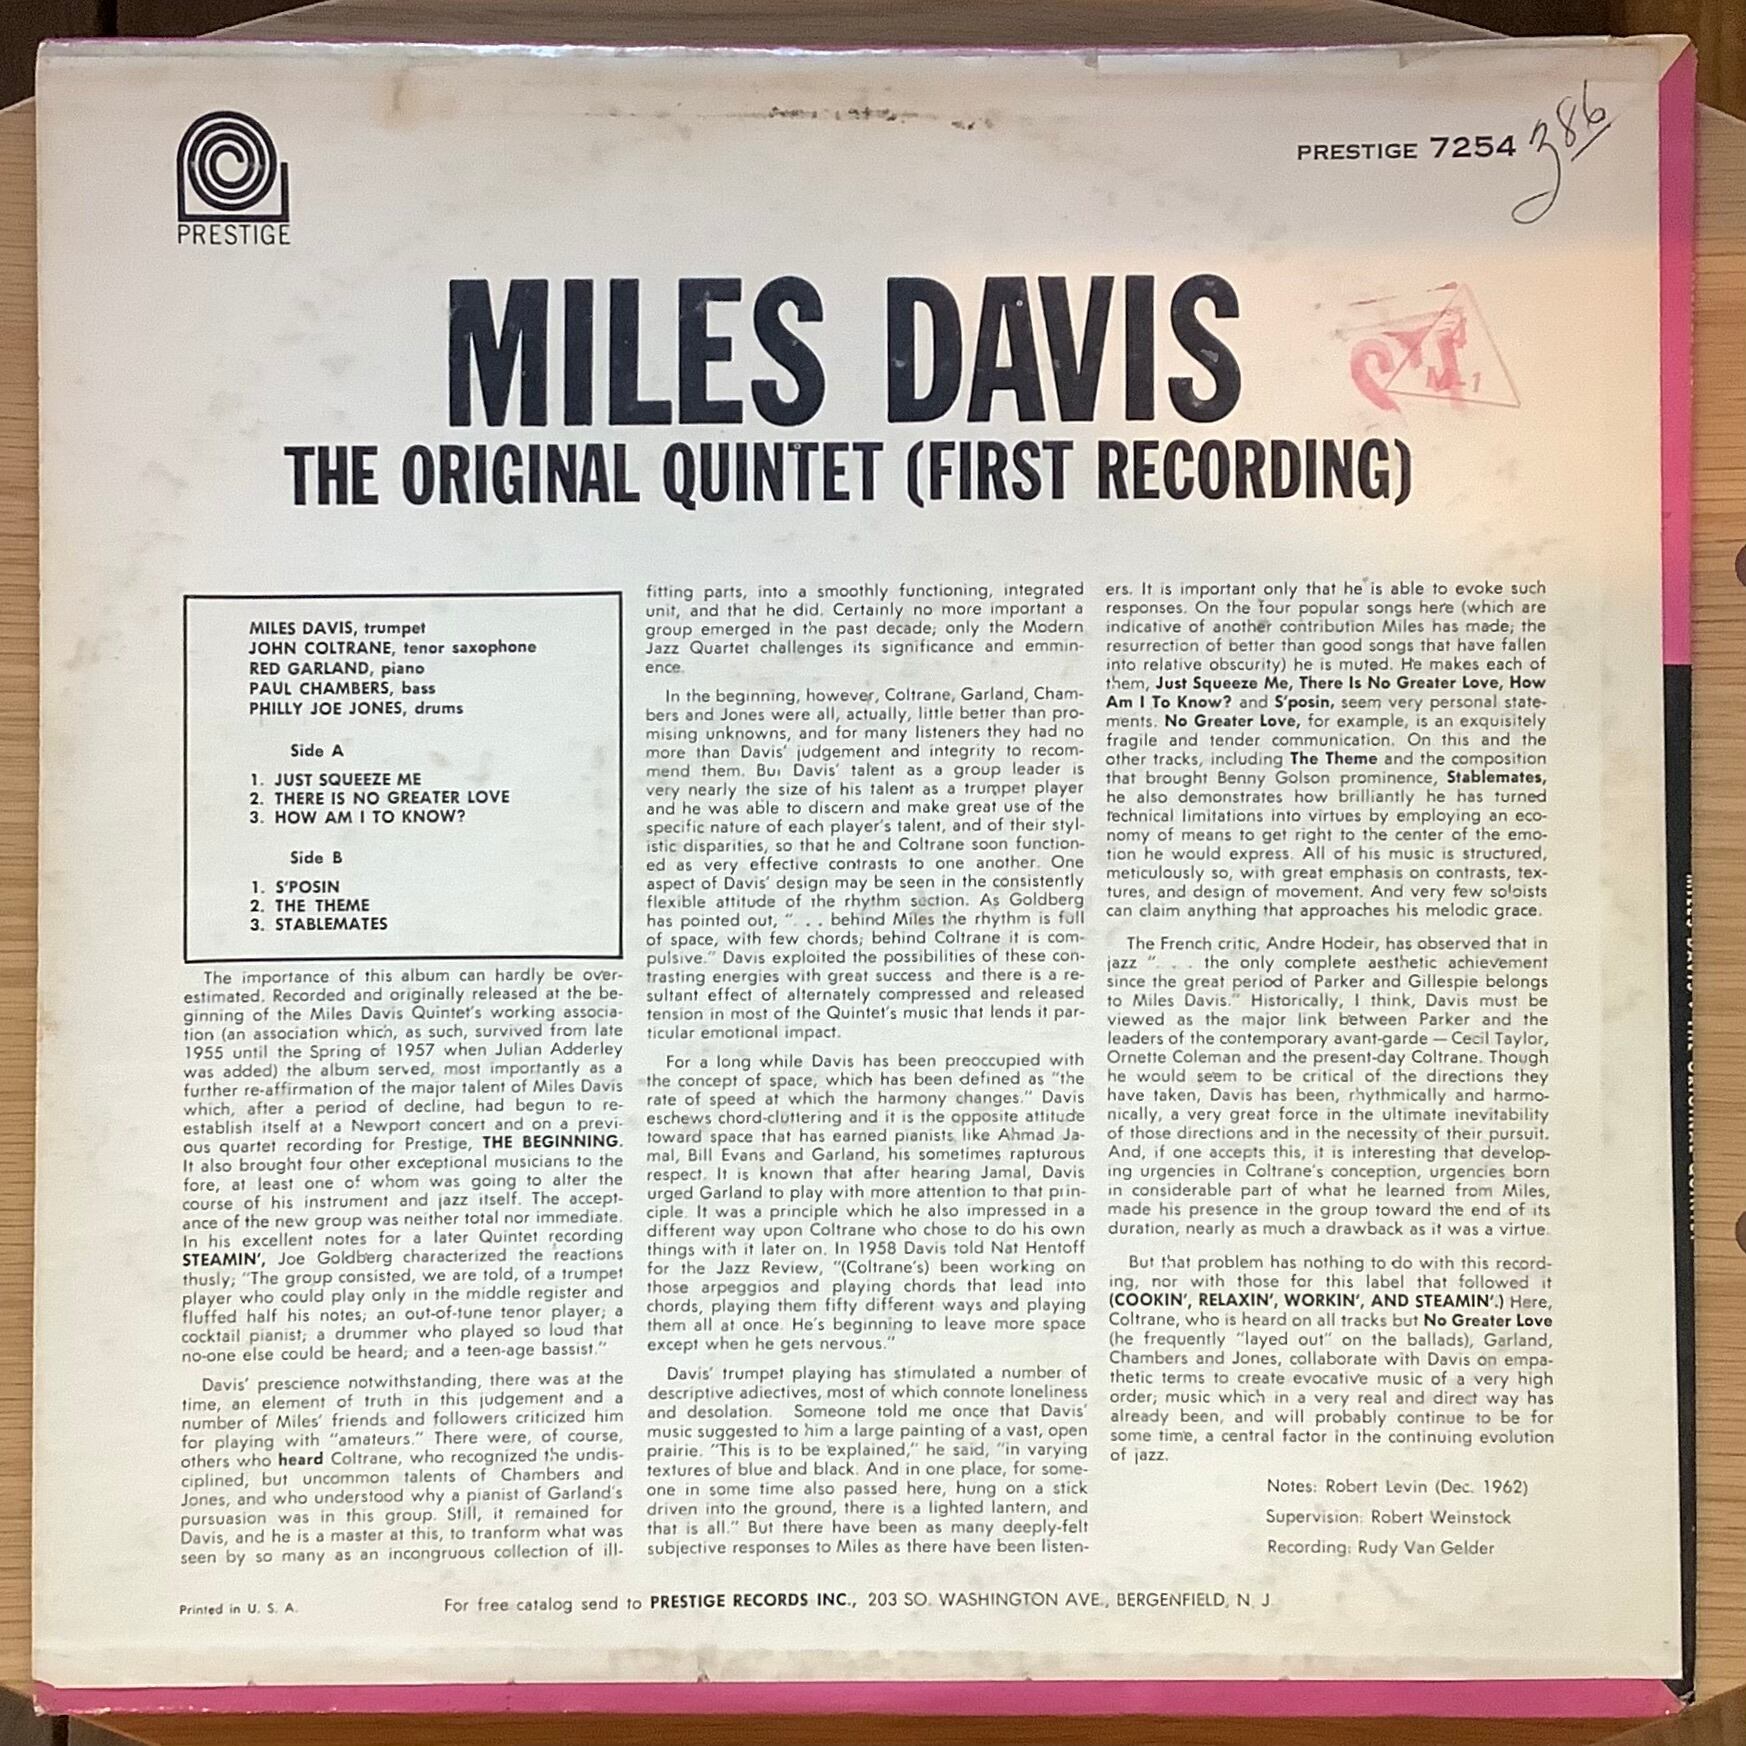 PRESTIGE
PRESTIGE 7254
386
MILES DAVIS
THE ORIGINAL QUINTET (FIRST RECORDING)
M-1
MILES DAVIS, trumpet
JOHN COLTRANE, tenor saxophone
RED GARLAND, piano
PAUL CHAMBERS, bass
PHILLY JOE JONES, drums
Side A
1. JUST SQUEEZE ME
2. THERE IS NO GREATER LOVE
3. HOW AM I TO KNOW?
Side B
1. S'POSIN
2. THE THEME
3. STABLEMATES
The importance of this album can hardly be over-
estimated. Recorded and originally released at the be-
ginning of the Miles Davis Quintet's working associa-
tion (an association which, as such, survived from late
1955 until the Spring of 1957 when Julian Adderley
was added) the album served, most importantly as a
further re-affirmation of the major talent of Miles Davis
which, after a period of decline, had begun to re-
establish itself at a Newport concert and on a previ-
ous quartet recording for Prestige, THE BEGINNING.
It also brought four other exceptional musicians to the
fore, at least one of whom was going to alter the
course of his instrument and jazz itself. The accept-
ance of the new group was neither total nor immediate.
In his excellent notes for a later Quintet recording
STEAMIN', Joe Goldberg characterized the reactions
thusly; "The group consisted, we are told, of a trumpet
player who could play only in the middle register and
fluffed half his notes; an out-of-tune tenor player; a
cocktail pianist; a drummer who played so loud that
no-one else could be heard; and a teen-age bassist."
Davis' prescience notwithstanding, there was at the
time, an element of truth in this judgement and a
number of Miles' friends and followers criticized him
for playing with "amateurs." There were, of course,
others who heard Coltrane, who recognized the undis-
ciplined, but uncommon talents of Chambers and
Jones, and who understood why a pianist of Garland's
pursuasion was in this group. Still, it remained for
Davis, and he is a master at this, to tranform what was
seen by so many as an incongruous collection of ill-
fitting parts, into a smoothly functioning, integrated
unit, and that he did. Certainly no more important a
group emerged in the past decade; only the Modern
Jazz Quartet challenges its significance and emmin-
ence.
In the beginning, however, Coltrane, Garland, Cham-
bers and Jones were all, actually, little better than pro-
mising unknowns, and for many listeners they had no
more than Davis' judgement and integrity to recom-
mend them. But Davis' talent as a group leader is
very nearly the size of his talent as a trumpet player
and he was able to discern and make great use of the
specific nature of each player's talent, and of their styl-
istic disparities, so that he and Coltrane soon function-
ed as very effective contrasts to one another. One
aspect of Davis' design may be seen in the consistently
flexible attitude of the rhythm section. As Goldberg
has pointed out, ". . . behind Miles the rhythm is full
of space, with few chords; behind Coltrane it is com-
pulsive." Davis exploited the possibilities of these con-
trasting energies with great success and there is a re-
sultant effect of alternately compressed and released
tension in most of the Quintet's music that lends it par-
ticular emotional impact.
For a long while Davis has been preoccupied with
the concept of space, which has been defined as "the
rate of speed at which the harmony changes." Davis
eschews chord-cluttering and it is the opposite attitude
toward space that has earned pianists like Ahmad Ja-
mal, Bill Evans and Garland, his sometimes rapturous
respect. It is known that after hearing Jamal, Davis
urged Garland to play with more attention to that prin-
ciple. It was a principle which he also impressed in a
different way upon Coltrane who chose to do his own
things with it later on. In 1958 Davis told Nat Hentoff
for the Jazz Review, "(Coltrane's) been working on
those arpeggios and playing chords that lead into
chords, playing them fifty different ways and playing
them all at once. He's beginning to leave more space
except when he gets nervous."
Davis' trumpet playing has stimulated a number of
descriptive adjectives, most of which connote loneliness
and desolation. Someone told me once that Davis'
music suggested to him a large painting of a vast, open
prairie. "This is to be explained," he said, "in varying
textures of blue and black. And in one place, for some-
one in some time also passed here, hung on a stick
driven into the ground, there is a lighted lantern, and
that is all." But there have been as many deeply-felt
subjective responses to Miles as there have been listen-
ers. It is important only that he is able to evoke such
responses. On the four popular songs here (which are
indicative of another contribution Miles has made; the
resurrection of better than good songs that have fallen
into relative obscurity) he is muted. He makes each of
them, Just Squeeze Me, There Is No Greater Love, How
Am I To Know? and S'posin, seem very personal state-
ments. No Greater Love, for example, is an exquisitely
fragile and tender communication. On this and the
other tracks, including The Theme and the composition
that brought Benny Golson prominence, Stablemates,
he also demonstrates how brilliantly he has turned
technical limitations into virtues by employing an eco-
nomy of means to get right to the center of the emo-
tion he would express. All of his music is structured,
meticulously so, with great emphasis on contrasts, tex-
tures, and design of movement. And very few soloists
can claim anything that approaches his melodic grace.
The French critic, Andre Hodeir, has observed that in
jazz ". . . the only complete aesthetic achievement
since the great period of Parker and Gillespie belongs
to Miles Davis." Historically, I think, Davis must be
viewed as the major link between Parker and the
leaders of the contemporary avant-garde — Cecil Taylor,
Ornette Coleman and the present-day Coltrane. Though
he would seem to be critical of the directions they
have taken, Davis has been, rhythmically and harmo-
nically, a very great force in the ultimate inevitability
of those directions and in the necessity of their pursuit.
And, if one accepts this, it is interesting that develop-
ing urgencies in Coltrane's conception, urgencies born
in considerable part of what he learned from Miles,
made his presence in the group toward the end of its
duration, nearly as much a drawback as it was a virtue.
But that problem has nothing to do with this record-
ing, nor with those for this label that followed it
(COOKIN', RELAXIN', WORKIN', AND STEAMIN'.) Here,
Coltrane, who is heard on all tracks but No Greater Love
(he frequently "layed out" on the ballads), Garland,
Chambers and Jones, collaborate with Davis on empa-
thetic terms to create evocative music of a very high
order; music which in a very real and direct way has
already been, and will probably continue to be for
some time, a central factor in the continuing evolution
of jazz.
Notes: Robert Levin (Dec. 1962)
Supervision: Robert Weinstock
Recording: Rudy Van Gelder
Printed in U. S. A.
For free catalog send to PRESTIGE RECORDS INC., 203 SO. WASHINGTON AVE., BERGENFIELD, N. J.